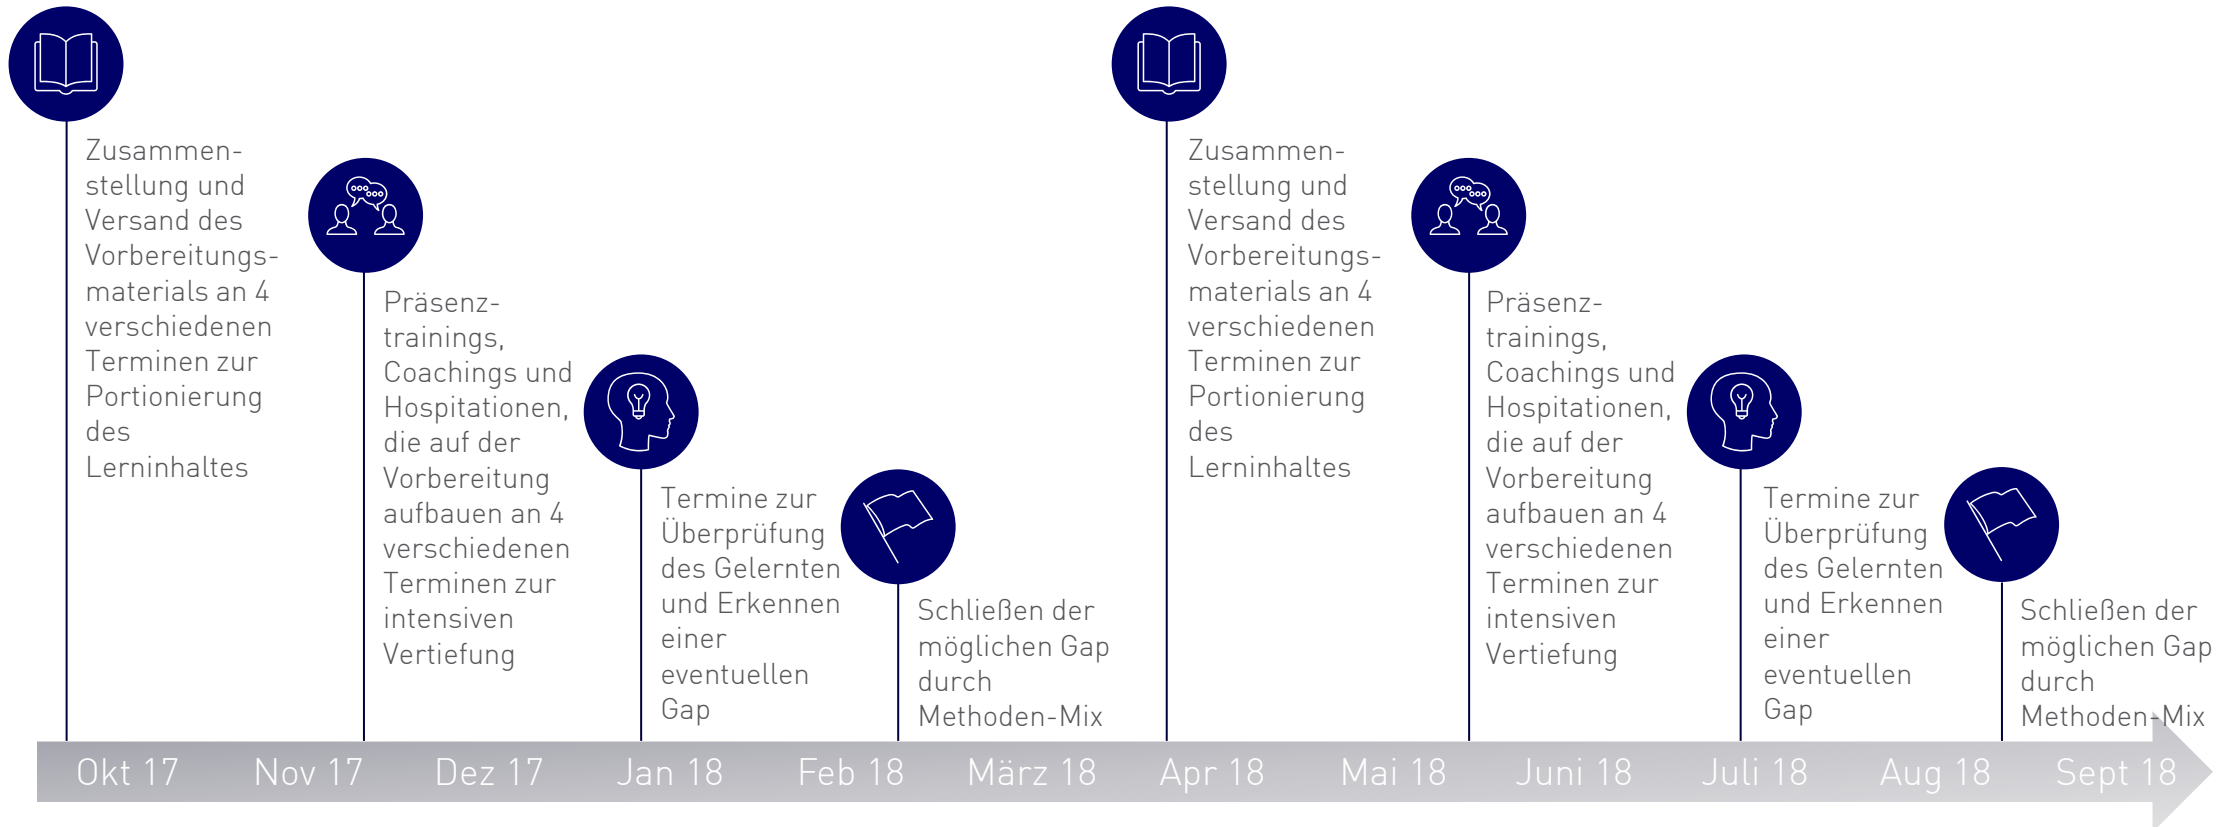 Zusammen-
stellung und
Versand des
Vorbereitungs-
materials an 4
verschiedenen
Terminen zur
Portionierung
des
Lerninhaltes
Präsenz-
trainings,
Coachings und
Hospitationen,
die auf der
Vorbereitung
aufbauen an 4
verschiedenen
Terminen zur
intensiven
Vertiefung
Termine zur
Überprüfung
des Gelernten
und Erkennen
einer
eventuellen
Gap
Schließen der
möglichen Gap
durch
Methoden-Mix
Zusammen-
stellung und
Versand des
Vorbereitungs-
materials an 4
verschiedenen
Terminen zur
Portionierung
des
Lerninhaltes
Präsenz-
trainings,
Coachings und
Hospitationen,
die auf der
Vorbereitung
aufbauen an 4
verschiedenen
Terminen zur
intensiven
Vertiefung
Termine zur
Überprüfung
des Gelernten
und Erkennen
einer
eventuellen
Gap
Schließen der
möglichen Gap
durch
Methoden-Mix
Okt 17 Nov 17 Dez 17 Jan 18 Feb 18 März 18 Apr 18 Mai 18 Juni 18 Juli 18 Aug 18 Sept 18